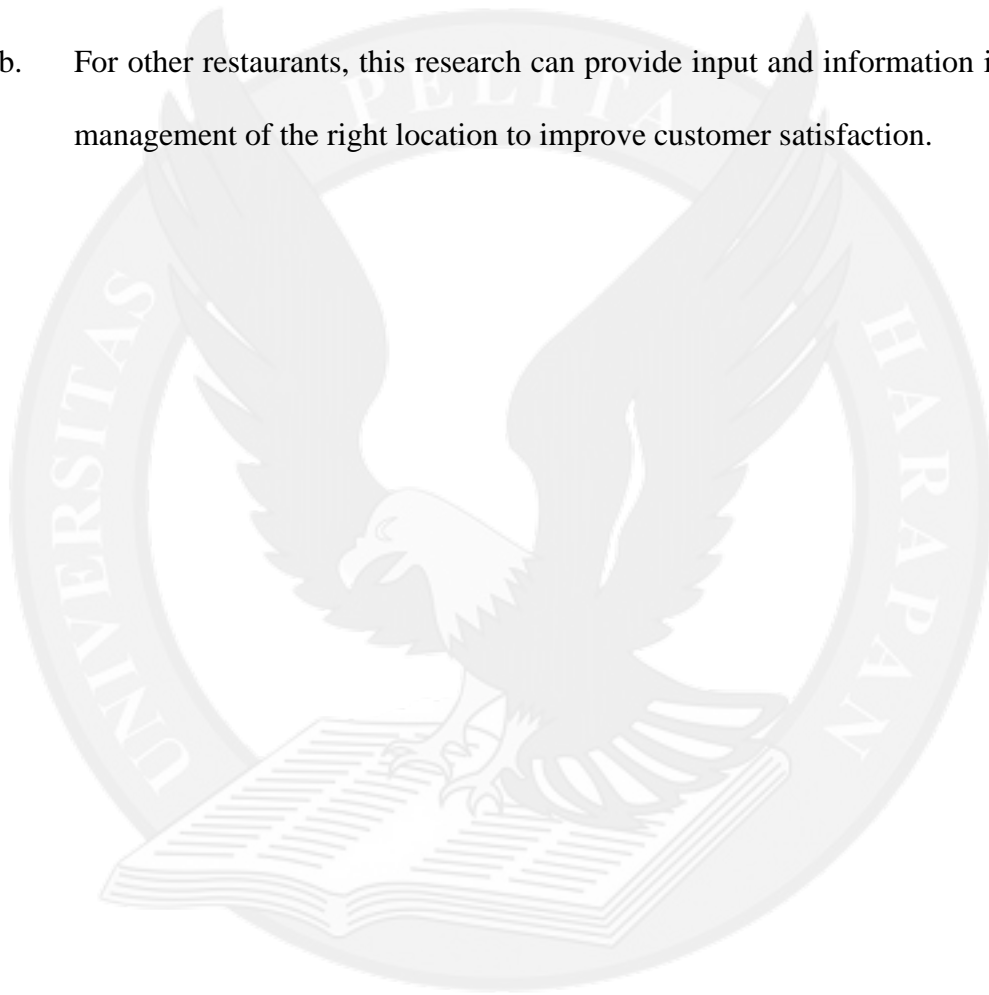 b. For other restaurants, this research can provide input and information i
management of the right location to improve customer satisfaction.
UNIVERSITAS PELITA HARAPAN